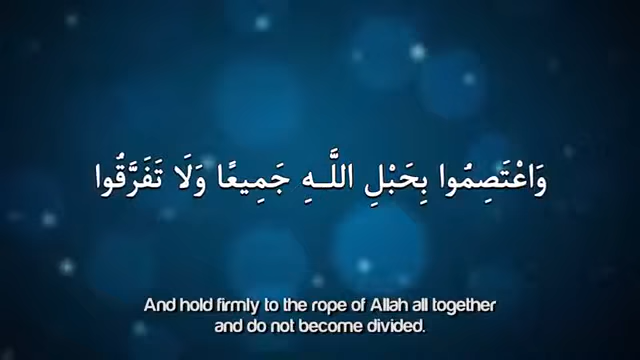 وَاعْتَصِمُوا بِحَبْلِ اللَّـهِ جَمِيعًا وَلَا تَفَرَّقُوا
And hold firmly to the rope of Allah all together
and do not become divided.